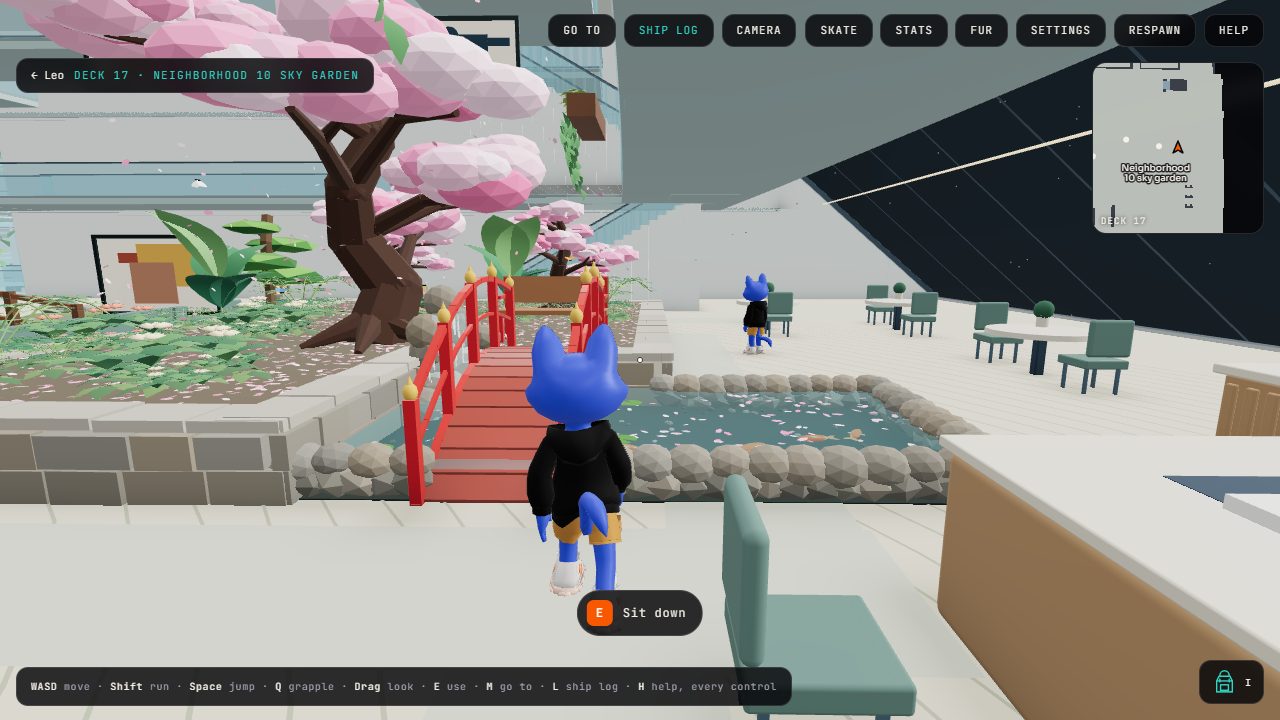 GO TO
SHIP LOG
CAMERA
SKATE
STATS
FUR
SETTINGS
RESPAWN
HELP
← Leo DECK 17 · NEIGHBORHOOD 10 SKY GARDEN
Neighborhood
10 sky garden
DECK 17
E Sit down
WASD move · Shift run · Space jump · Q grapple · Drag look · E use · M go to · L ship log · H help, every control
I